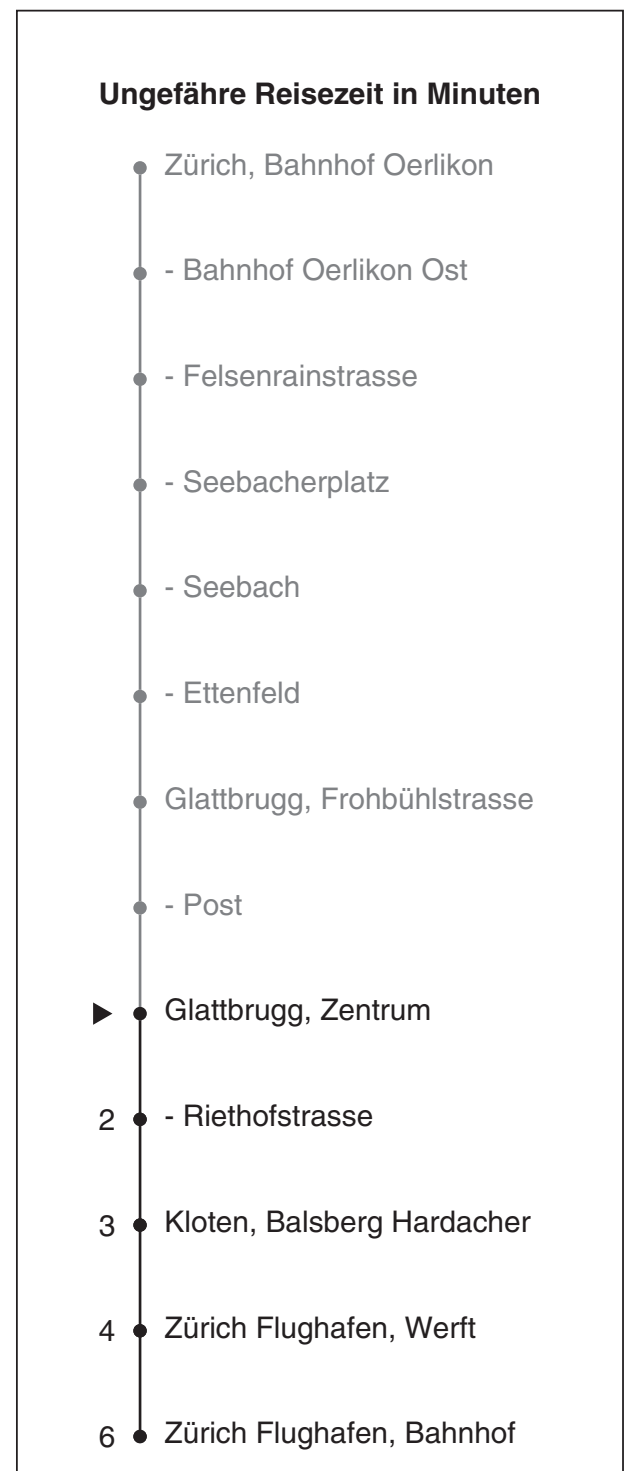 Ungefähre Reisezeit in Minuten
Zürich, Bahnhof Oerlikon
- Bahnhof Oerlikon Ost
- Felsenrainstrasse
- Seebacherplatz
- Seebach
- Ettenfeld
Glattbrugg, Frohbühlstrasse
- Post
Glattbrugg, Zentrum
2 - Riethofstrasse
3 Kloten, Balsberg Hardacher
4 Zürich Flughafen, Werft
6 Zürich Flughafen, Bahnhof